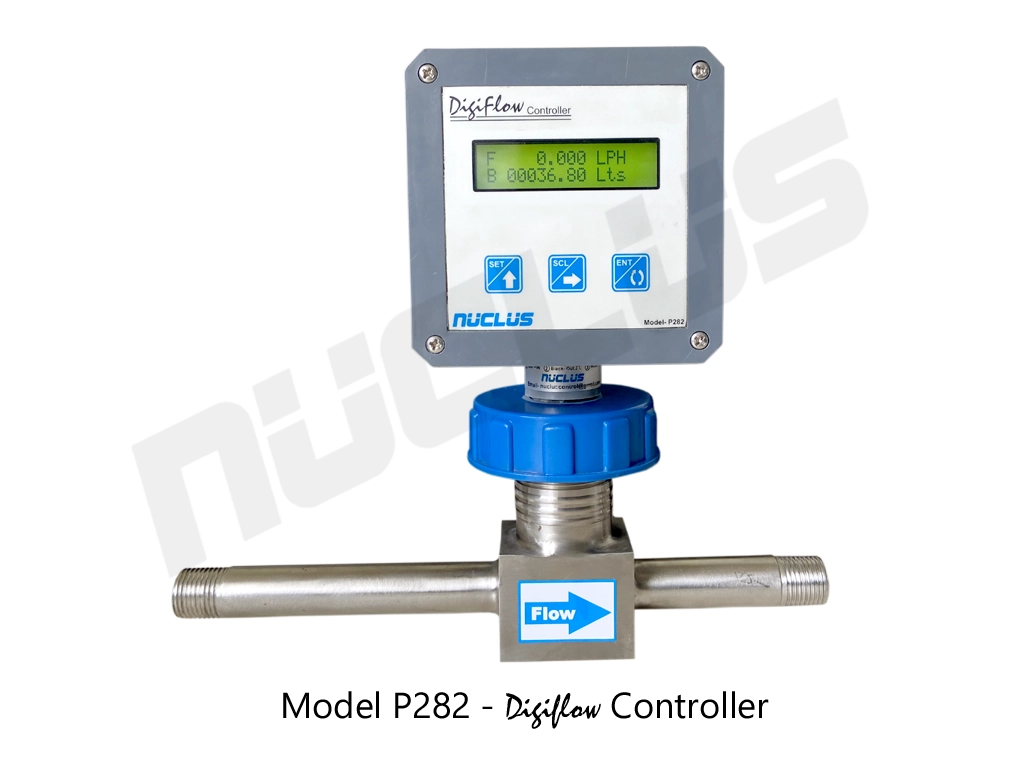 DigiFlow Controller
F 0.000 LPH
B 00036.80 Lts
SET SCL ENT
NUCLUS Model- P282
NUCLUS
NUCLUS
Flow
Model P282 - Digiflow Controller